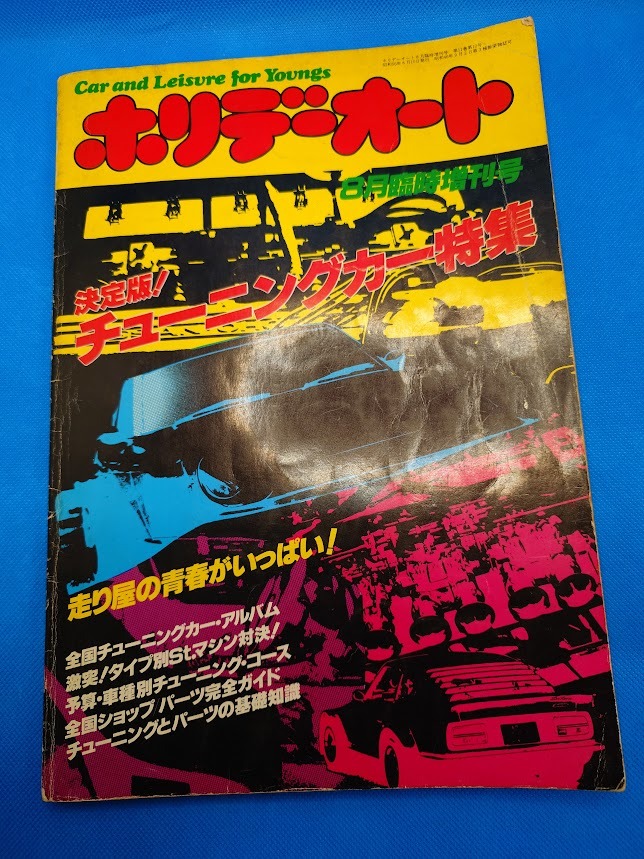 Car and Leisure for Youngs
ホリデーオート
8月臨時増刊号
決定版!
チューニングカー特集
走り屋の青春がいっぱい!
全国チューニングカー・アルバム
激突!タイプ別St.マシン対決!
予算・車種別チューニング・コース
全国ショップ パーツ完全ガイド
チューニングとパーツの基礎知識